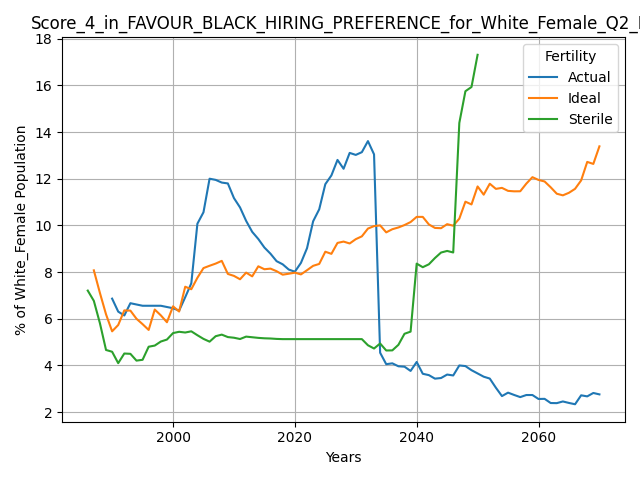 Score_4_in_FAVOUR_BLACK_HIRING_PREFERENCE_for_White_Female_Q2_
18
16
14
12
10
8
6
4
2
% of White_Female Population
Fertility
Actual
Ideal
Sterile
2000
2020
2040
2060
Years